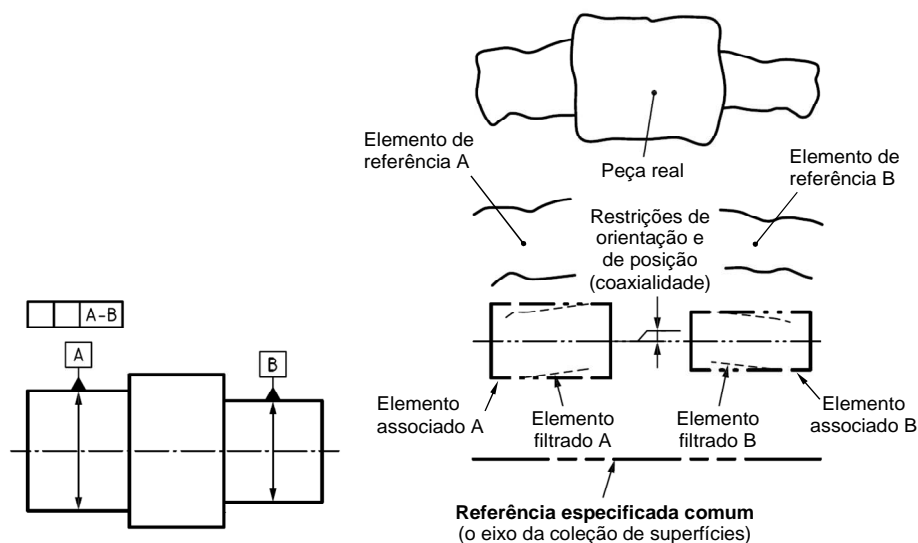 Elemento de
referência A
Peça real
Elemento de
referência B
Restrições de
orientação e
de posição
(coaxialidade)
A-B
A
B
Elemento
associado A
Elemento
filtrado A
Elemento
filtrado B
Elemento
associado B
Referência especificada comum
(o eixo da coleção de superfícies)